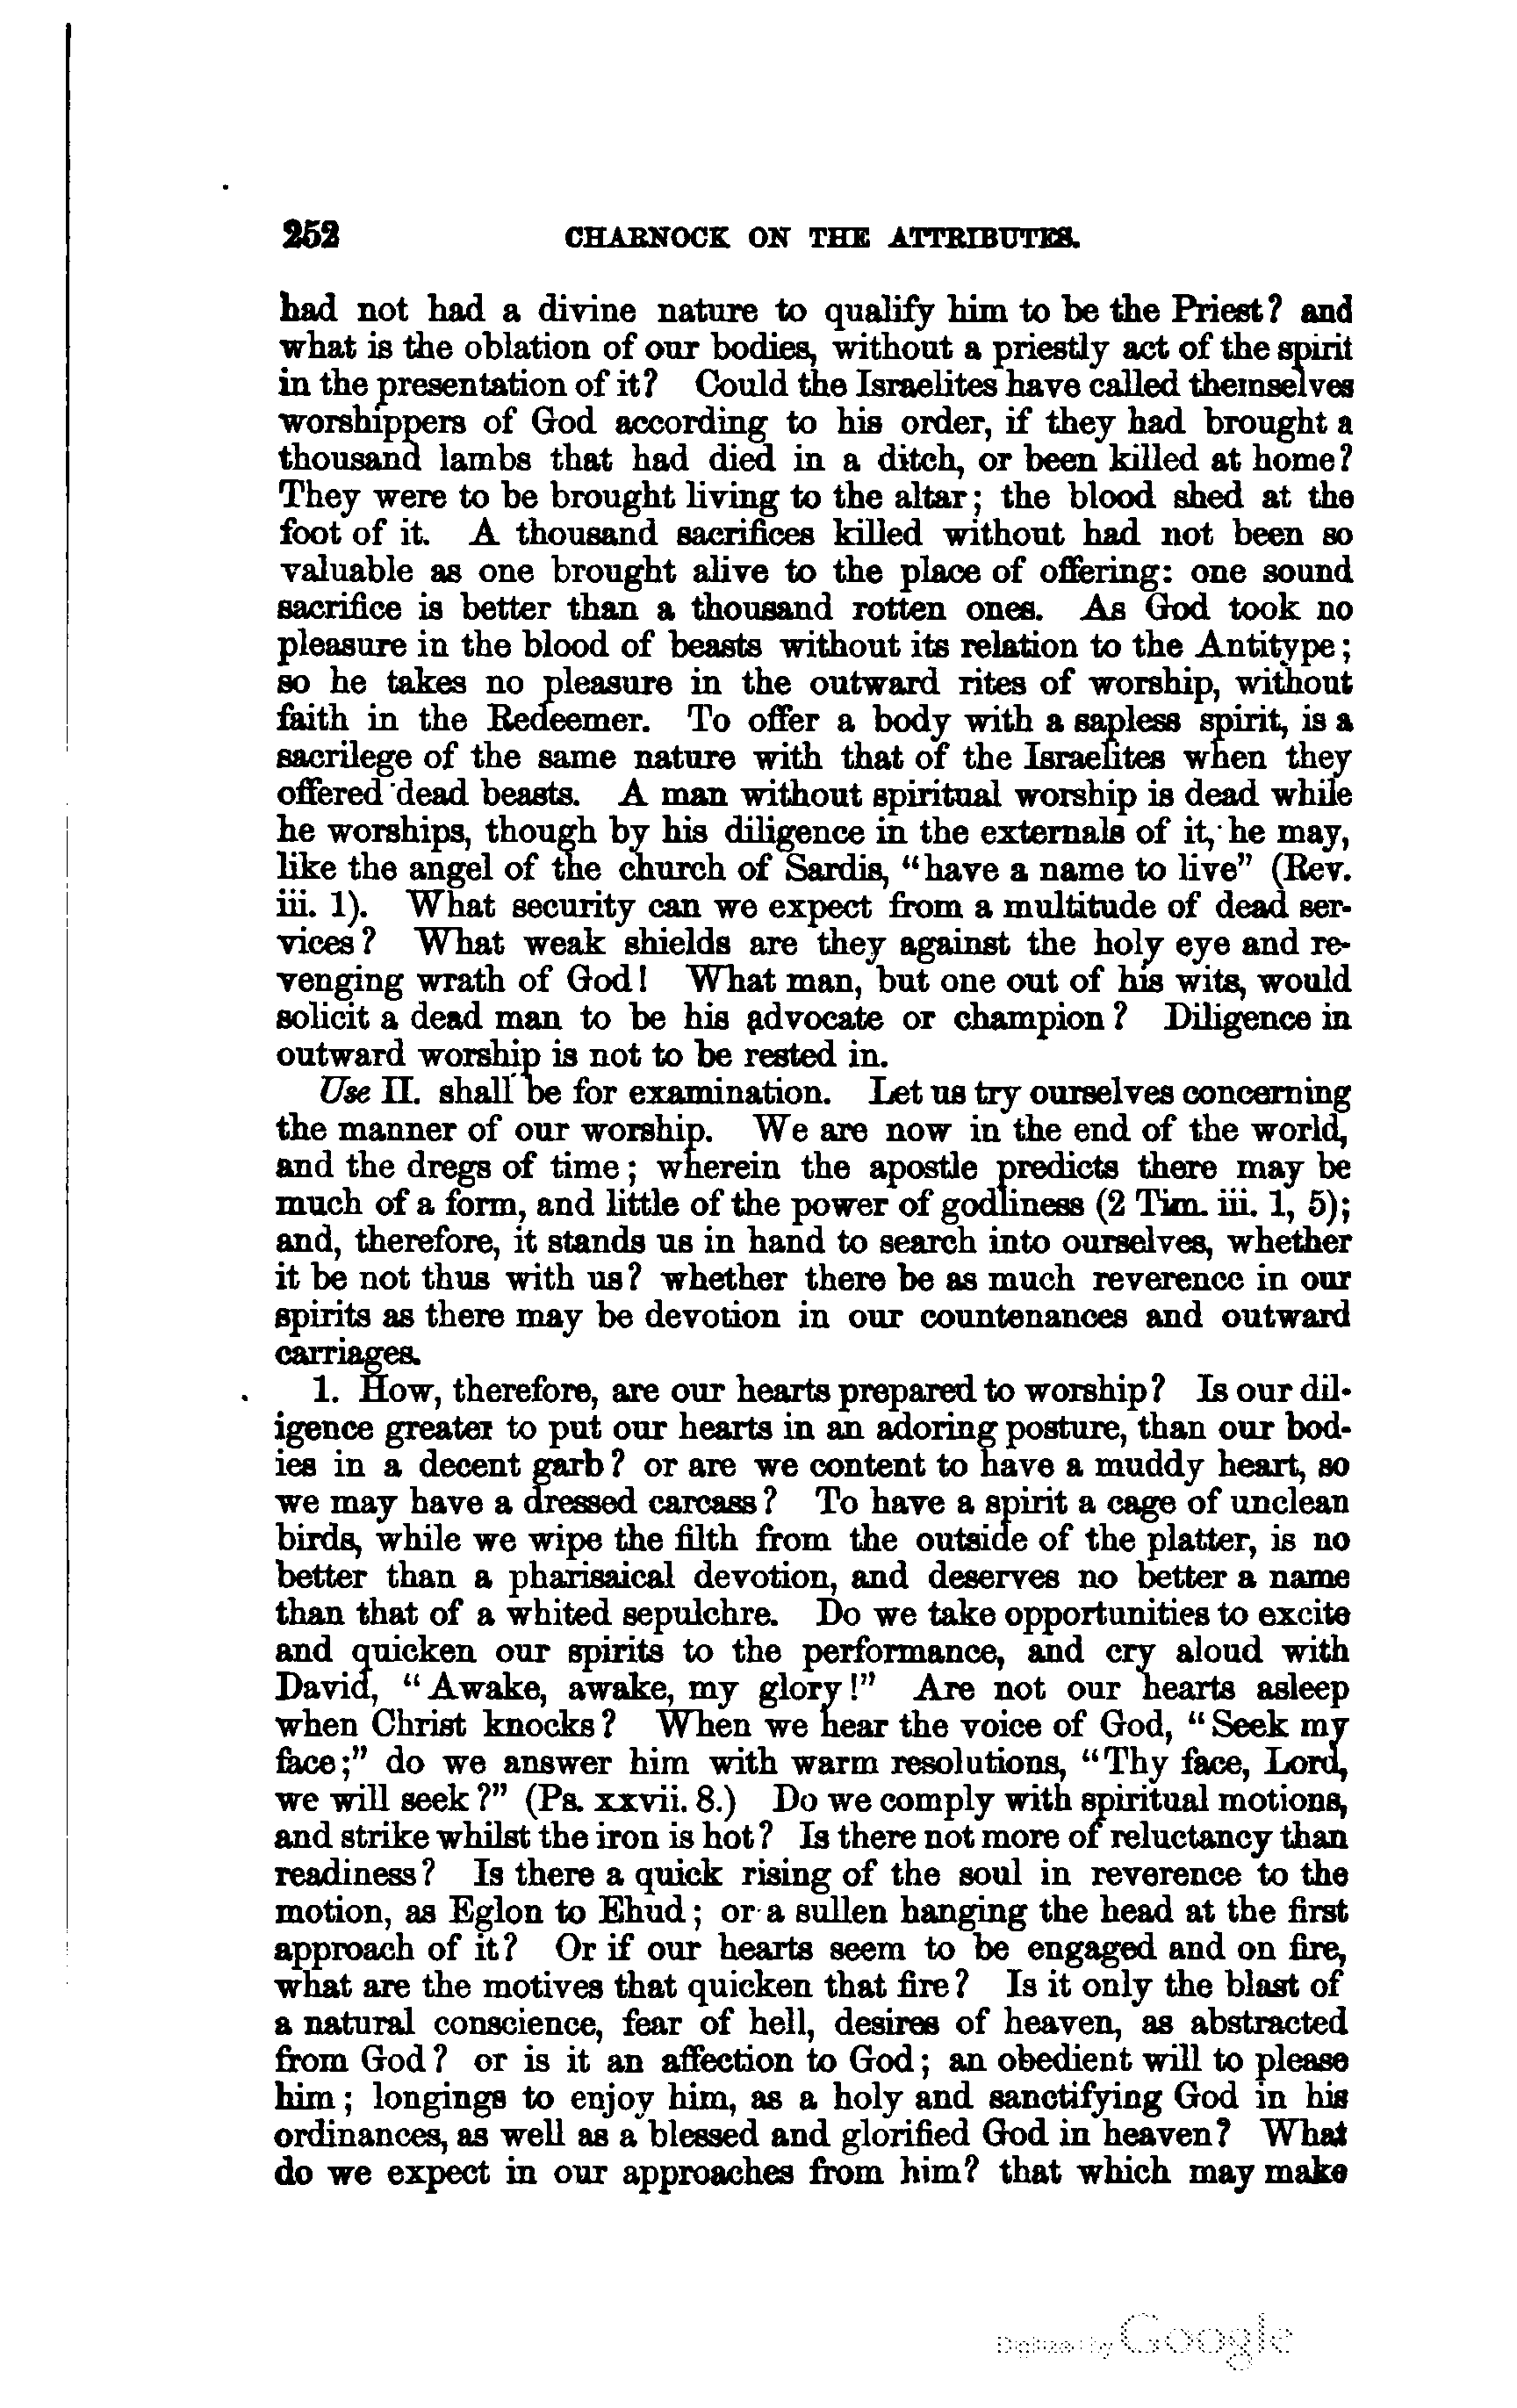 252 CHARNOCK ON THE ATTRIBUTES.
had not had a divine nature to qualify him to be the Priest? and
what is the oblation of our bodies, without a priestly act of the spirit
in the presentation of it? Could the Israelites have called themselves
worshippers of God according to his order, if they had brought a
thousand lambs that had died in a ditch, or been killed at home?
They were to be brought living to the altar; the blood shed at the
foot of it. A thousand sacrifices killed without had not been so
valuable as one brought alive to the place of offering: one sound
sacrifice is better than a thousand rotten ones. As God took no
pleasure in the blood of beasts without its relation to the Antitype;
so he takes no pleasure in the outward rites of worship, without
faith in the Redeemer. To offer a body with a sapless spirit, is a
sacrilege of the same nature with that of the Israelites when they
offered dead beasts. A man without spiritual worship is dead while
he worships, though by his diligence in the externals of it, he may,
like the angel of the church of Sardis, "have a name to live" (Rev.
iii. 1). What security can we expect from a multitude of dead ser-
vices? What weak shields are they against the holy eye and re-
venging wrath of God! What man, but one out of his wits, would
solicit a dead man to be his advocate or champion? Diligence in
outward worship is not to be rested in.
Use II. shall be for examination. Let us try ourselves concerning
the manner of our worship. We are now in the end of the world,
and the dregs of time; wherein the apostle predicts there may be
much of a form, and little of the power of godliness (2 Tim. iii. 1, 5);
and, therefore, it stands us in hand to search into ourselves, whether
it be not thus with us? whether there be as much reverence in our
spirits as there may be devotion in our countenances and outward
carriages.
1. How, therefore, are our hearts prepared to worship? Is our dil-
igence greater to put our hearts in an adoring posture, than our bod-
ies in a decent garb? or are we content to have a muddy heart, so
we may have a dressed carcass? To have a spirit a cage of unclean
birds, while we wipe the filth from the outside of the platter, is no
better than a pharisaical devotion, and deserves no better a name
than that of a whited sepulchre. Do we take opportunities to excite
and quicken our spirits to the performance, and cry aloud with
David, "Awake, awake, my glory!" Are not our hearts asleep
when Christ knocks? When we hear the voice of God, "Seek my
face;" do we answer him with warm resolutions, "Thy face, Lord,
we will seek?" (Ps. xxvii. 8.) Do we comply with spiritual motions,
and strike whilst the iron is hot? Is there not more of reluctancy than
readiness? Is there a quick rising of the soul in reverence to the
motion, as Eglon to Ehud; or a sullen hanging the head at the first
approach of it? Or if our hearts seem to be engaged and on fire,
what are the motives that quicken that fire? Is it only the blast of
a natural conscience, fear of hell, desires of heaven, as abstracted
from God? or is it an affection to God; an obedient will to please
him; longings to enjoy him, as a holy and sanctifying God in his
ordinances, as well as a blessed and glorified God in heaven? What
do we expect in our approaches from him? that which may make
Digitized by Google